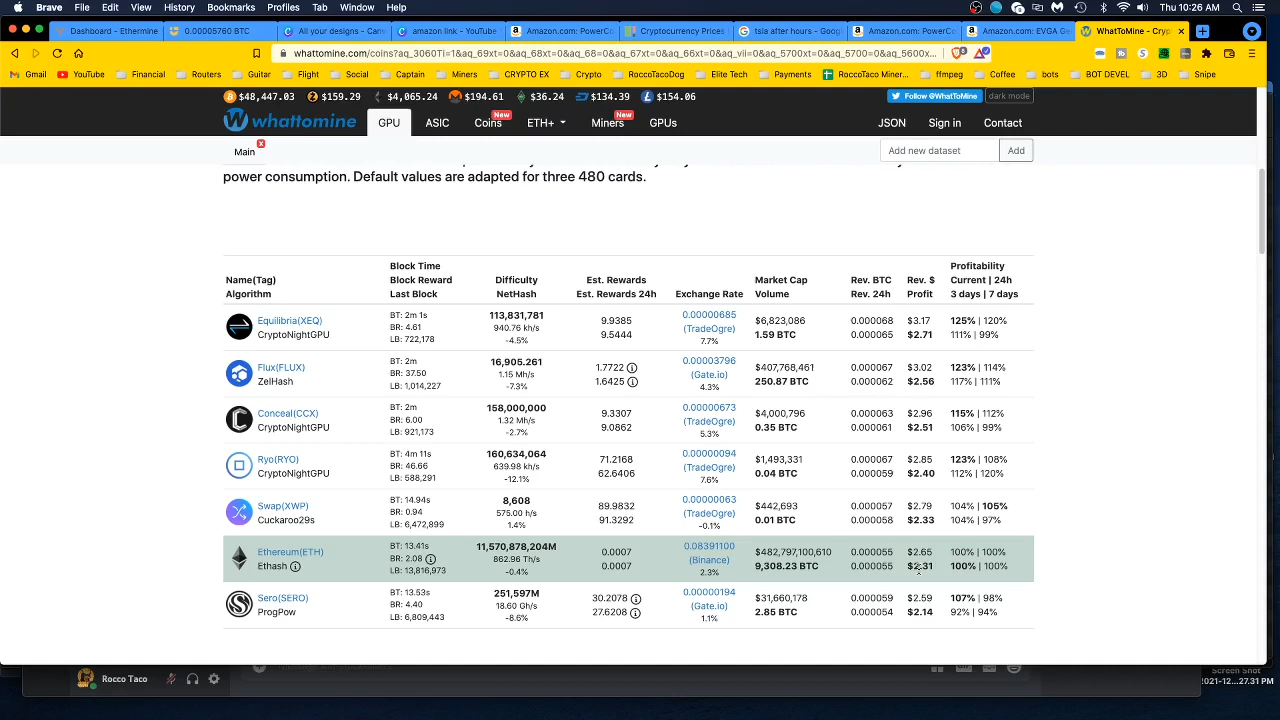 Brave File Edit View History Bookmarks Profiles Tab Window Help Thu 10:26 AM
Dashboard - Ethermine 0.00005760 BTC All your designs - Can amazon link - YouTube Amazon.com: PowerCo Cryptocurrency Prices tsla after hours - Goog Amazon.com: PowerCo Amazon.com: EVGA Ge WhatToMine - Cryp
whattomine.com/coins?aq_3060Ti=1&aq_69xt=0&aq_68xt=0&aq_68=0&aq_67xt=0&aq_66xt=0&aq_vii=0&aq_5700xt=0&aq_5700=0&aq_5600x...
Gmail YouTube Financial Routers Guitar Flight Social Captain Miners CRYPTO EX Crypto RoccoTacoDog Elite Tech Payments RoccoTaco Miner... ffmpeg Coffee bots BOT DEVEL 3D Snipe
$48,447.03 $159.29 $4,065.24 $194.61 $36.24 $134.39 $154.06 Follow @WhatToMine dark mode
whattomine GPU ASIC Coins New ETH+ Miners New GPUs JSON Sign in Contact
Main x Add new dataset Add
power consumption. Default values are adapted for three 480 cards.
Name(Tag) Algorithm
Block Time Block Reward Last Block
Difficulty NetHash
Est. Rewards Est. Rewards 24h
Exchange Rate
Market Cap Volume
Rev. BTC Rev. 24h
Rev. $ Profit
Profitability Current | 24h 3 days | 7 days
Equilibria(XEQ) BT: 2m 1s 113,831,781 9.9385 0.00000685 $6,823,086 0.000068 $3.17 125% | 120%
CryptoNightGPU BR: 4.61 940.76 kh/s 9.5444 (TradeOgre) 1.59 BTC 0.000065 $2.71 111% | 99%
LB: 722,178 -4.5% 7.7%
Flux(FLUX) BT: 2m 16,905.261 1.7722 0.00003796 $407,768,461 0.000067 $3.02 123% | 114%
ZelHash BR: 37.50 1.15 Mh/s 1.6425 (Gate.io) 250.87 BTC 0.000062 $2.56 117% | 111%
LB: 1,014,227 -7.3% 4.3%
Conceal(CCX) BT: 2m 158,000,000 9.3307 0.00000673 $4,000,796 0.000063 $2.96 115% | 112%
CryptoNightGPU BR: 6.00 1.32 Mh/s 9.0862 (TradeOgre) 0.35 BTC 0.000061 $2.51 106% | 99%
LB: 921,173 -2.7% 5.3%
Ryo(RYO) BT: 4m 11s 160,634,064 71.2168 0.00000094 $1,493,331 0.000067 $2.85 123% | 108%
CryptoNightGPU BR: 46.66 639.98 kh/s 62.6406 (TradeOgre) 0.04 BTC 0.000059 $2.40 112% | 120%
LB: 588,291 -12.1% 7.6%
Swap(XWP) BT: 14.94s 8,608 89.9832 0.00000063 $442,693 0.000060 $2.79 104% | 105%
Cuckaroo29s BR: 0.94 575.00 h/s 91.3292 (TradeOgre) 0.01 BTC 0.000058 $2.33 104% | 97%
LB: 6,472,899 1.4% -0.1%
Ethereum(ETH) BT: 13.41s 11,570,878,204M 0.0007 0.08391100 $482,797,100,610 0.000055 $2.65 100% | 100%
Ethash BR: 2.08 862.96 Th/s 0.0007 (Binance) 9,308.23 BTC 0.000055 $2.31 100% | 100%
LB: 13,816,973 -0.4% 2.3%
Sero(SERO) BT: 13.53s 251,597M 30.2078 0.00000194 $31,660,178 0.000059 $2.59 107% | 98%
ProgPow BR: 4.40 18.60 Gh/s 27.6208 (Gate.io) 2.85 BTC 0.000054 $2.14 92% | 94%
LB: 6,809,443 -8.6% 1.1%
Rocco Taco
Screen Shot
2021-12...27.31 PM